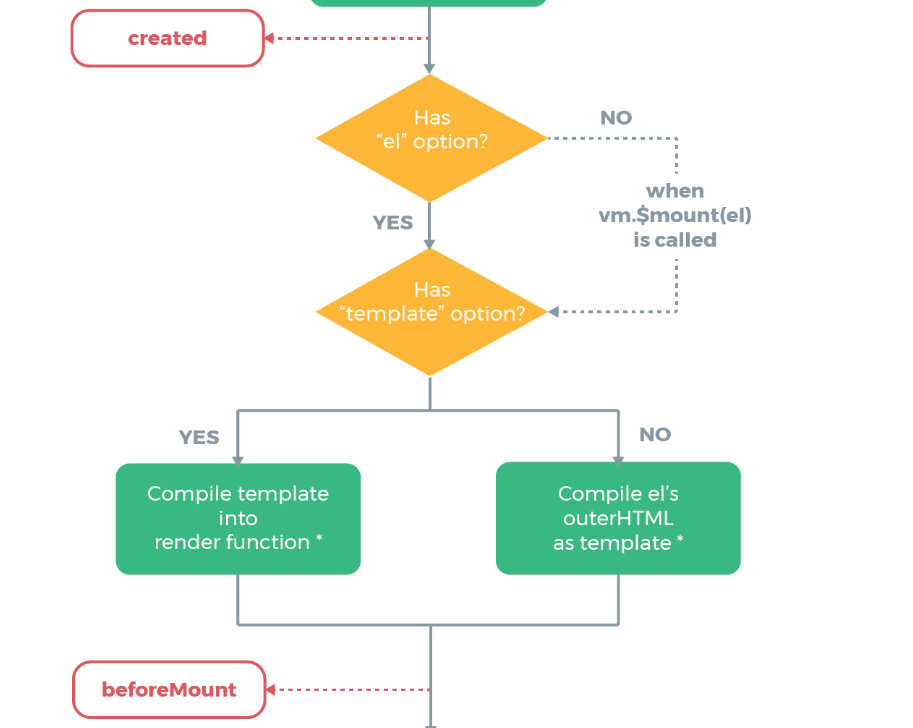 created
Has
“el” option?
NO
when
vm.$mount(el)
is called
YES
Has
“template” option?
YES
NO
Compile template
into
render function *
Compile el’s
outerHTML
as template *
beforeMount